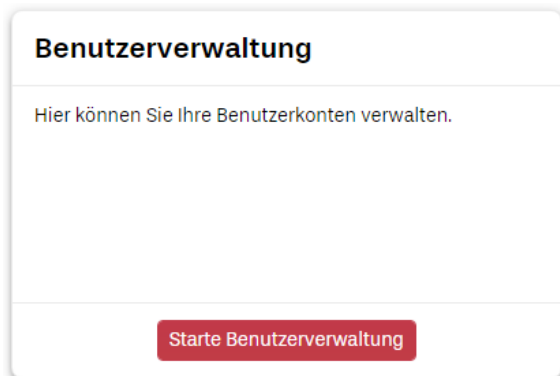 Benutzerverwaltung
Hier können Sie Ihre Benutzerkonten verwalten.
Starte Benutzerverwaltung